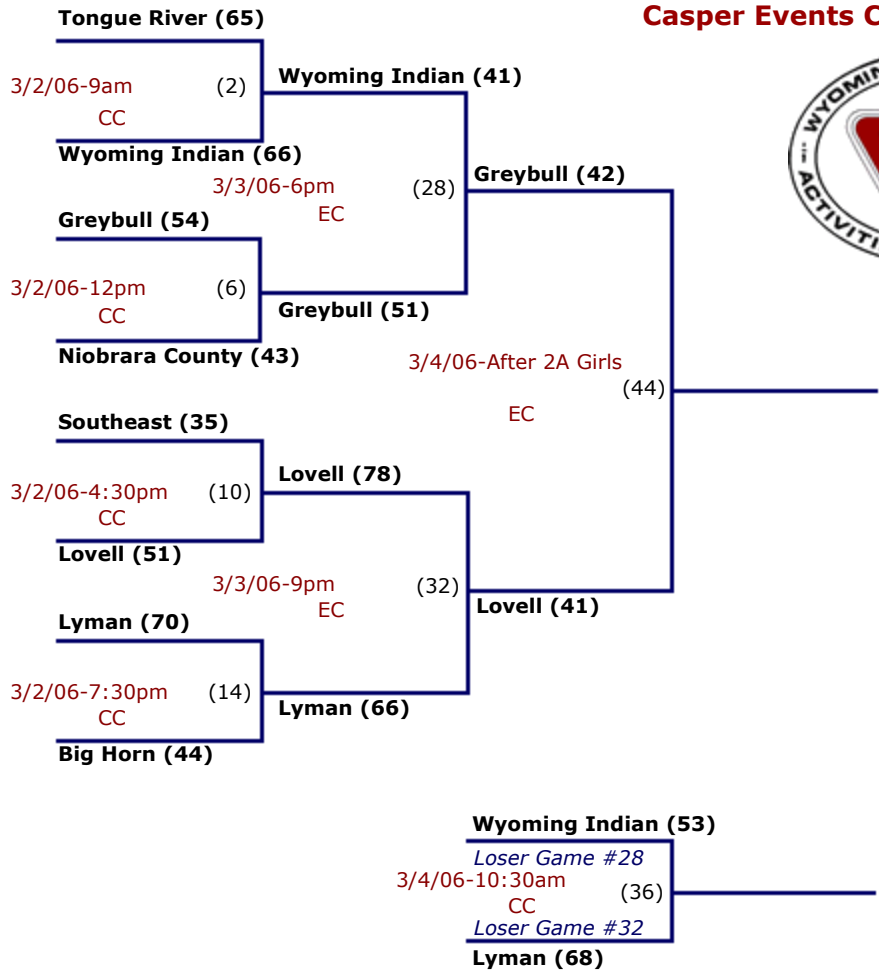 Tongue River (65)
Casper Events C
3/2/06-9am
(2)
CC
Wyoming Indian (41)
Wyoming Indian (66)
3/3/06-6pm
(28)
EC
Greybull (42)
Greybull (54)
3/2/06-12pm
(6)
CC
Greybull (51)
Niobrara County (43)
3/4/06-After 2A Girls
(44)
EC
Southeast (35)
3/2/06-4:30pm
(10)
CC
Lovell (78)
Lovell (51)
3/3/06-9pm
(32)
EC
Lovell (41)
Lyman (70)
3/2/06-7:30pm
(14)
CC
Lyman (66)
Big Horn (44)
Wyoming Indian (53)
Loser Game #28
3/4/06-10:30am
(36)
CC
Loser Game #32
Lyman (68)
WYOMIN
ACTIVITI